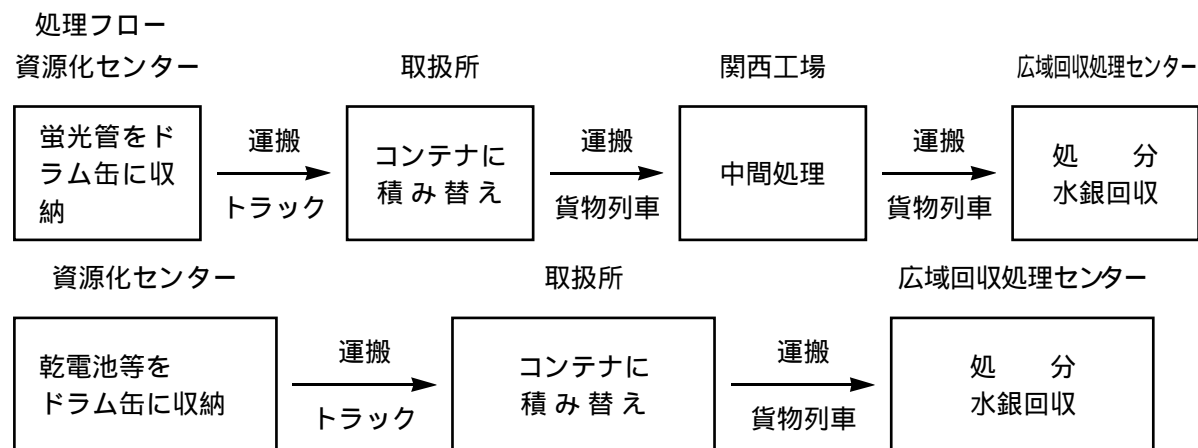 処理フロー
資源化センター　取扱所　関西工場　広域回収処理センター
蛍光管をド
ラム缶に収
納
運搬
トラック
コンテナに
積み替え
運搬
貨物列車
中間処理
運搬
貨物列車
処　分
水銀回収
資源化センター　取扱所　広域回収処理センター
乾電池等を
ドラム缶に収納
運搬
トラック
コンテナに
積み替え
運搬
貨物列車
処　分
水銀回収